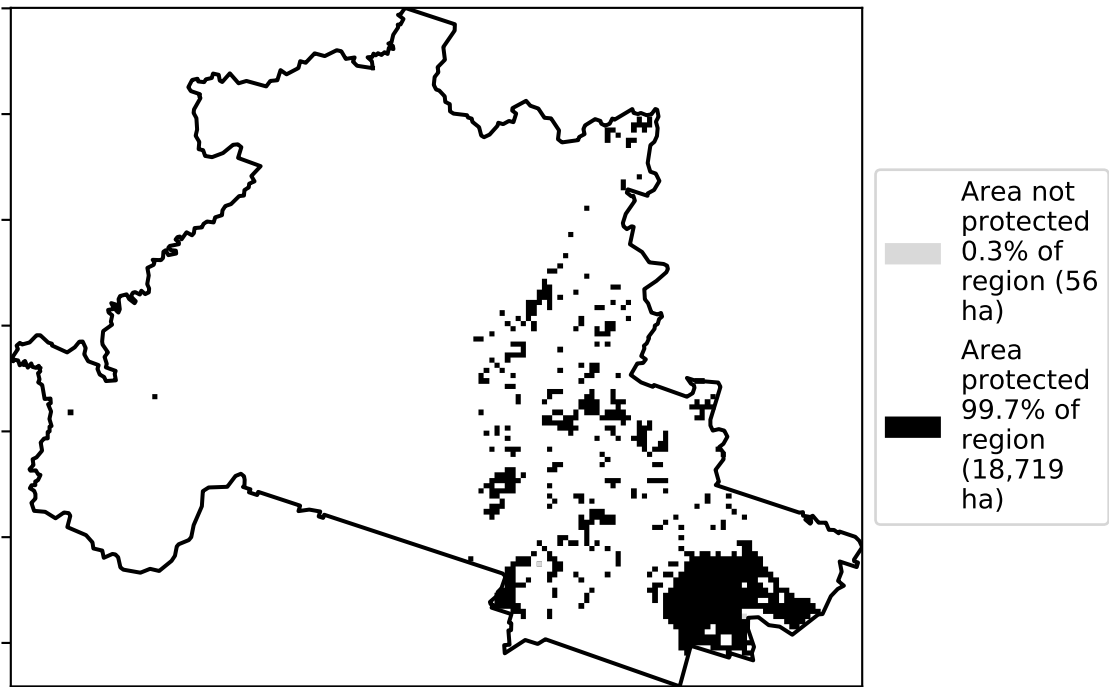 Area not
protected
0.3% of
region (56
ha)
Area
protected
99.7% of
region
(18,719
ha)